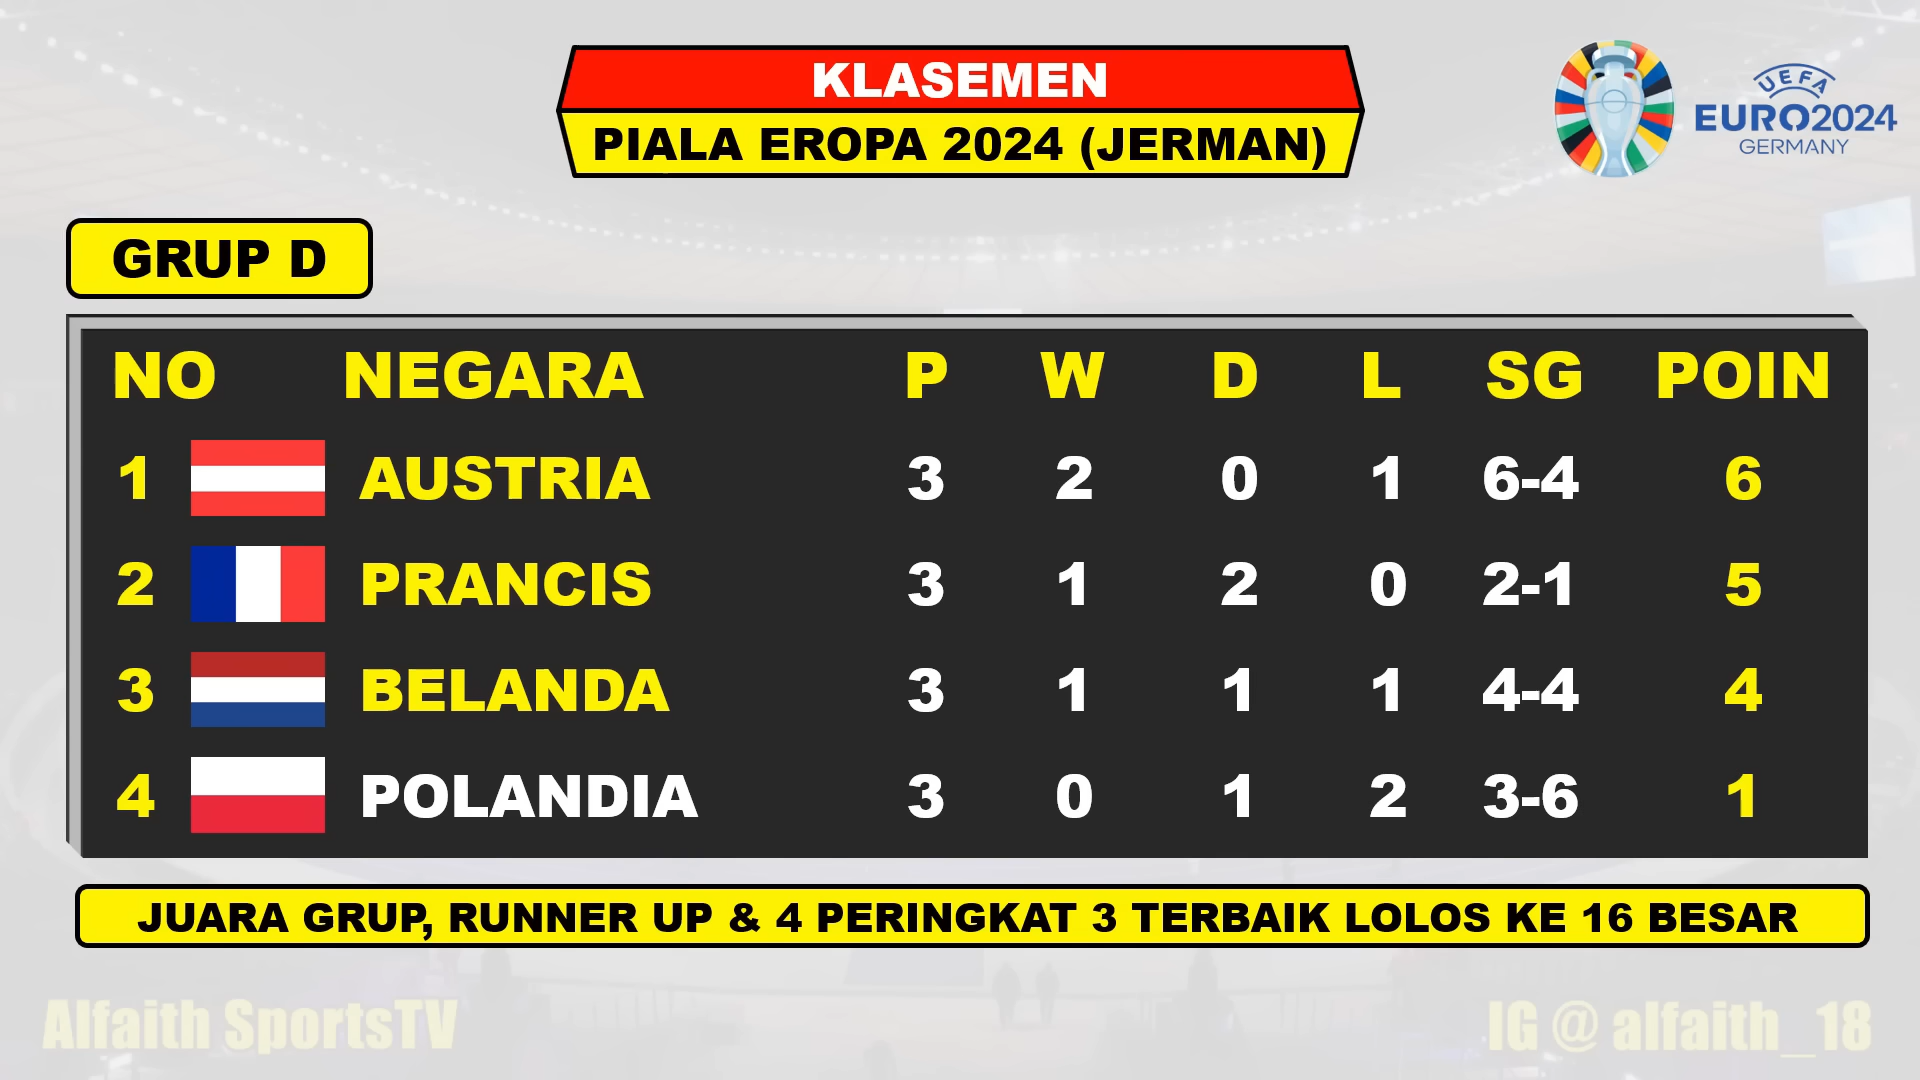 KLASEMEN
PIALA EROPA 2024 (JERMAN)
UEFA
EURO2024
GERMANY
GRUP D
NO NEGARA P W D L SG POIN
1 AUSTRIA 3 2 0 1 6-4 6
2 PRANCIS 3 1 2 0 2-1 5
3 BELANDA 3 1 1 1 4-4 4
4 POLANDIA 3 0 1 2 3-6 1
JUARA GRUP, RUNNER UP & 4 PERINGKAT 3 TERBAIK LOLOS KE 16 BESAR
Alfaith SportsTV IG @ alfaith_18